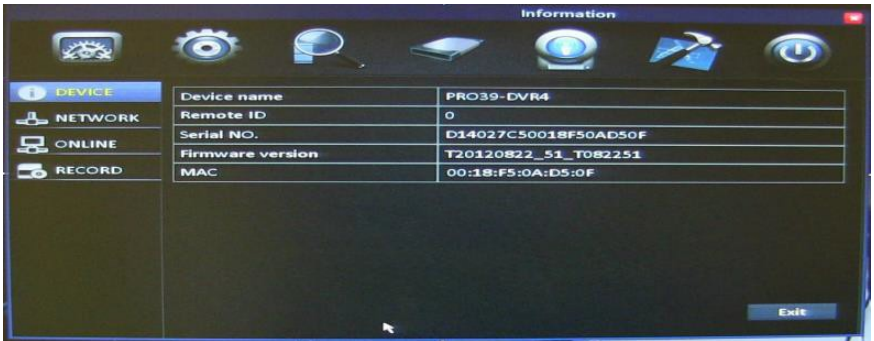 Information
DEVICE
NETWORK
ONLINE
RECORD
Device name PRO39-DVR4
Remote ID 0
Serial NO. D14027C50018F50AD50F
Firmware version T20120822_51_T082251
MAC 00:18:F5:0A:D5:0F
Exit